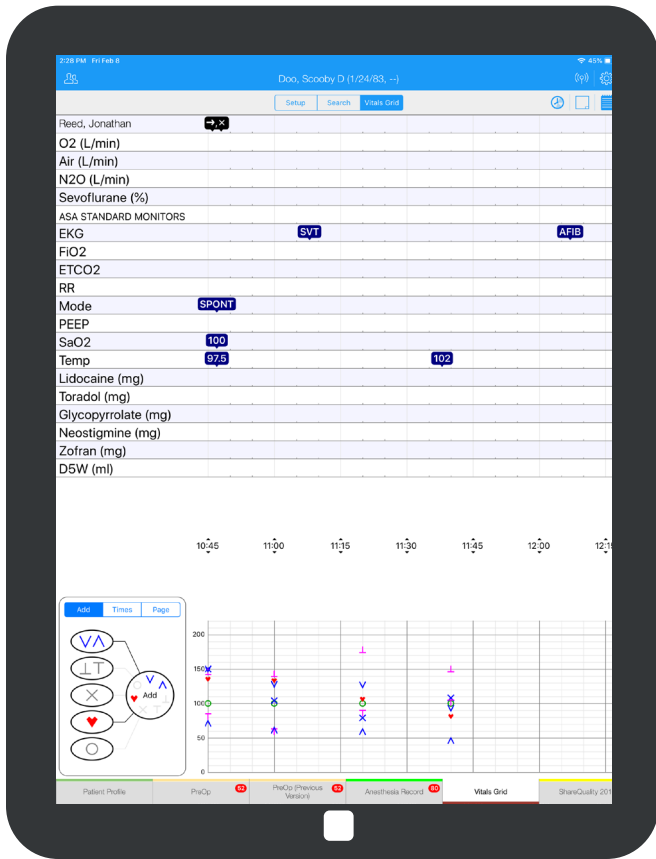 2:28 PM Fri Feb 8 45%
Doo, Scooby D (1/24/83, --)
Setup Search Vitals Grid
Reed, Jonathan →,×
O2 (L/min)
Air (L/min)
N2O (L/min)
Sevoflurane (%)
ASA STANDARD MONITORS
EKG SVT AFIB
FiO2
ETCO2
RR
Mode SPONT
PEEP
SaO2 100
Temp 97.5 102
Lidocaine (mg)
Toradol (mg)
Glycopyrrolate (mg)
Neostigmine (mg)
Zofran (mg)
D5W (ml)
10:45 11:00 11:15 11:30 11:45 12:00 12:15
Add Times Page
Add
200
150
100
50
0
Patient Profile PreOp 52 PreOp (Previous Version) 52 Anesthesia Record 80 Vitals Grid ShareQuality 201